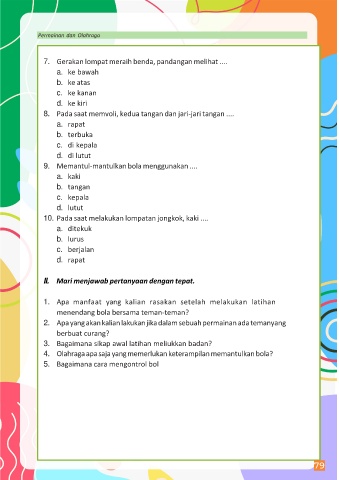 Permainan dan Olahraga
7. Gerakan lompat meraih benda, pandangan melihat ....
a. ke bawah
b. ke atas
c. ke kanan
d. ke kiri
8. Pada saat memvoli, kedua tangan dan jari-jari tangan ....
a. rapat
b. terbuka
c. di kepala
d. di lutut
9. Memantul-mantulkan bola menggunakan ....
a. kaki
b. tangan
c. kepala
d. lutut
10. Pada saat melakukan lompatan jongkok, kaki ....
a. ditekuk
b. lurus
c. berjalan
d. rapat
II. Mari menjawab pertanyaan dengan tepat.
1. Apa manfaat yang kalian rasakan setelah melakukan latihan
menendang bola bersama teman-teman?
2. Apa yang akan kalian lakukan jika dalam sebuah permainan ada teman yang
berbuat curang?
3. Bagaimana sikap awal latihan meliukkan badan?
4. Olahraga apa saja yang memerlukan keterampilan memantulkan bola?
5. Bagaimana cara mengontrol bol
79